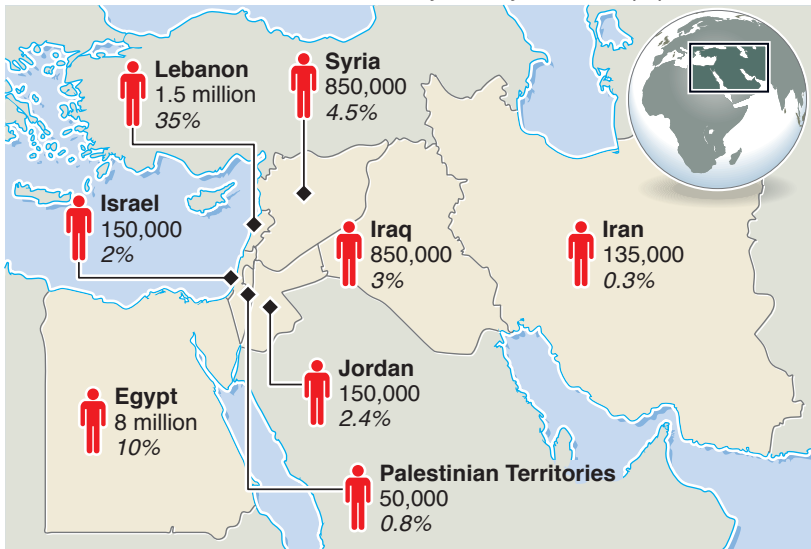 Lebanon
1.5 million
35%
Syria
850,000
4.5%
Israel
150,000
2%
Iraq
850,000
3%
Iran
135,000
0.3%
Egypt
8 million
10%
Jordan
150,000
2.4%
Palestinian Territories
50,000
0.8%